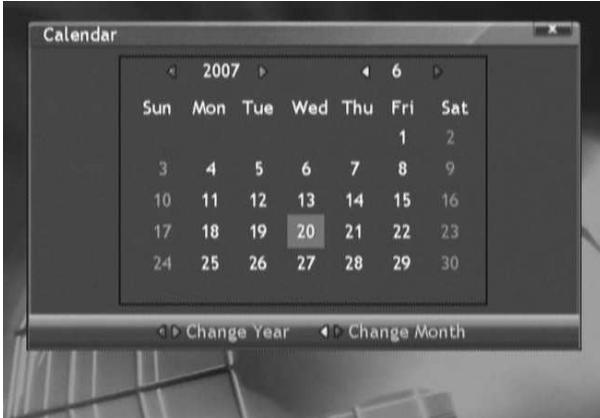 Calendar
2007 6
Sun Mon Tue Wed Thu Fri Sat
1 2
3 4 5 6 7 8 9
10 11 12 13 14 15 16
17 18 19 20 21 22 23
24 25 26 27 28 29 30
Change Year Change Month